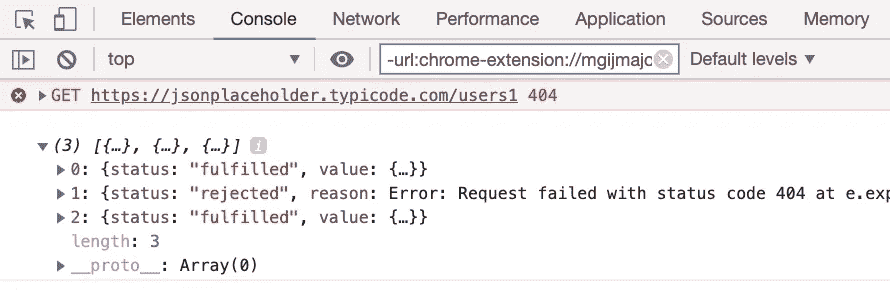 Elements Console Network Performance Application Sources Memory
top -url:chrome-extension://mgijmajc Default levels
GET https://jsonplaceholder.typicode.com/users1 404
(3) [{…}, {…}, {…}] i
0: {status: "fulfilled", value: {…}}
1: {status: "rejected", reason: Error: Request failed with status code 404 at e.exp
2: {status: "fulfilled", value: {…}}
length: 3
__proto__: Array(0)